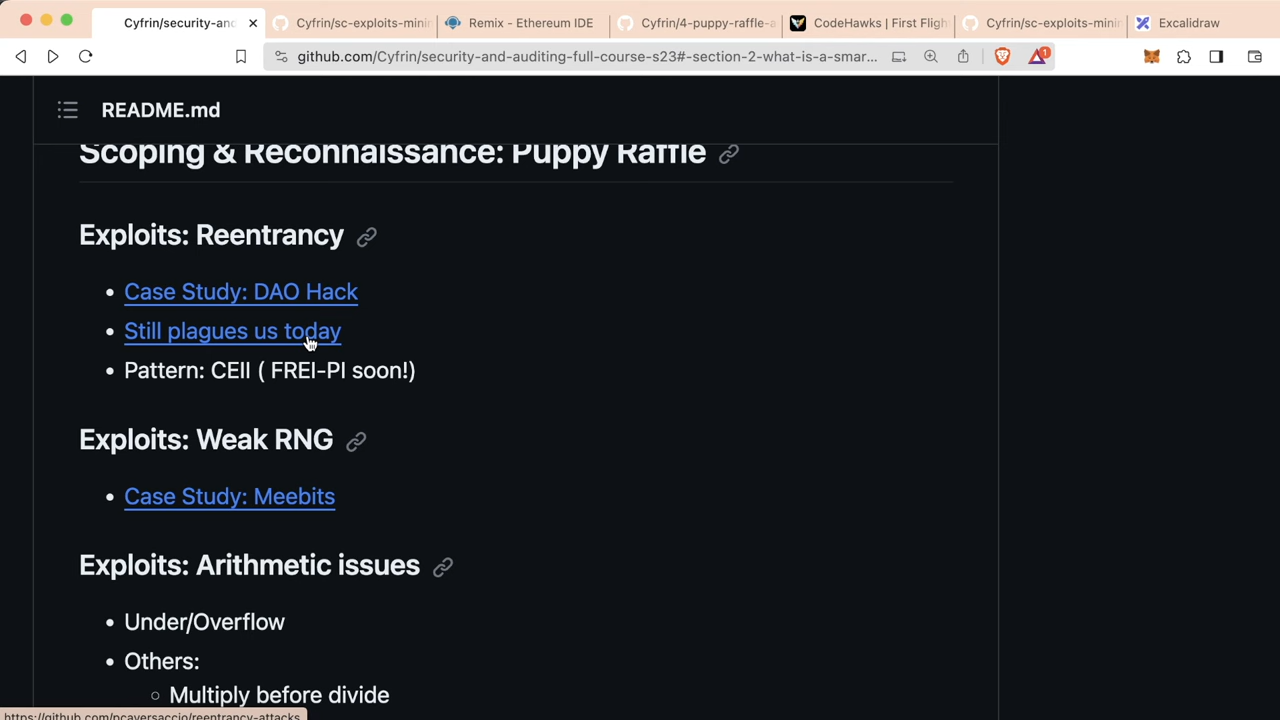 Cyfrin/security-and
Cyfrin/sc-exploits-minin
Remix - Ethereum IDE
Cyfrin/4-puppy-raffle-a
CodeHawks | First Fligh
Cyfrin/sc-exploits-minin
Excalidraw
github.com/Cyfrin/security-and-auditing-full-course-s23#-section-2-what-is-a-smar...
1
README.md
Scoping & Reconnaissance: Puppy Raffle
Exploits: Reentrancy
• Case Study: DAO Hack
• Still plagues us today
• Pattern: CEII ( FREI-PI soon!)
Exploits: Weak RNG
• Case Study: Meebits
Exploits: Arithmetic issues
• Under/Overflow
• Others:
○ Multiply before divide
https://github.com/pcaversaccio/reentrancy-attacks